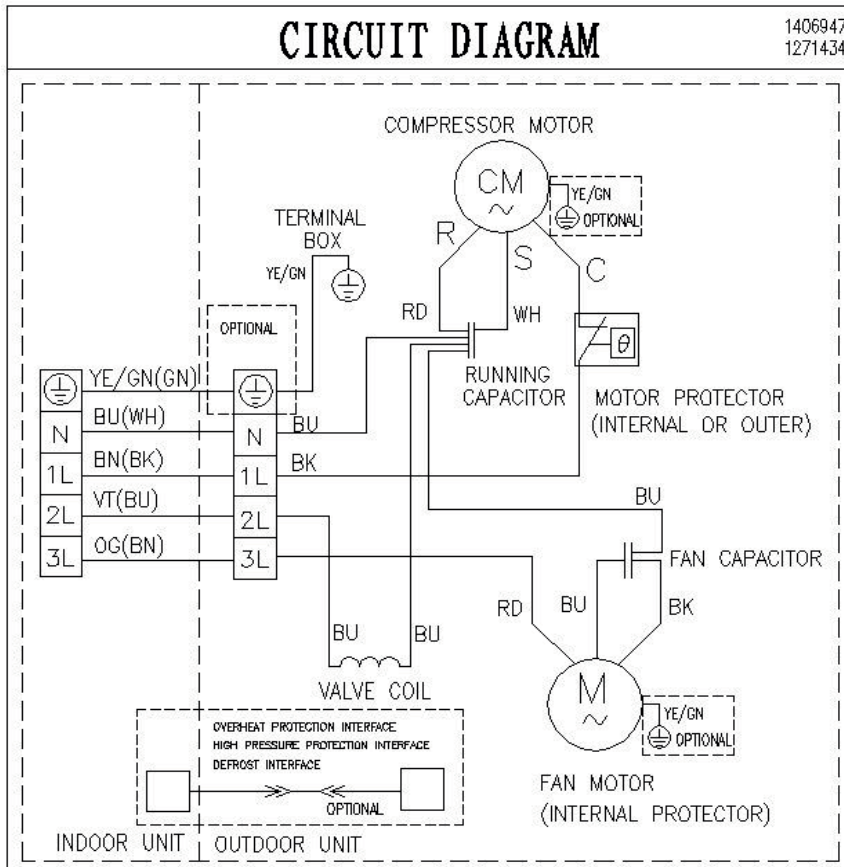 CIRCUIT DIAGRAM
1406947
1271434
COMPRESSOR MOTOR
CM
YE/GN
OPTIONAL
TERMINAL
BOX
YE/GN
R
S
C
RD
WH
OPTIONAL
θ
RUNNING
CAPACITOR
MOTOR PROTECTOR
(INTERNAL OR OUTER)
YE/GN(GN)
N
BU(WH)
N
BU
1L
BN(BK)
1L
BK
2L
VT(BU)
2L
3L
OG(BN)
3L
BU
FAN CAPACITOR
RD
BU
BK
BU
BU
VALVE COIL
M
YE/GN
OPTIONAL
OVERHEAT PROTECTION INTERFACE
HIGH PRESSURE PROTECTION INTERFACE
DEFROST INTERFACE
OPTIONAL
FAN MOTOR
(INTERNAL PROTECTOR)
INDOOR UNIT
OUTDOOR UNIT